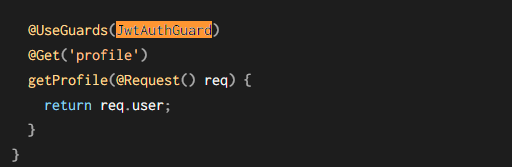 @UseGuards(JwtAuthGuard)
@Get('profile')
getProfile(@Request() req) {
return req.user;
}
}